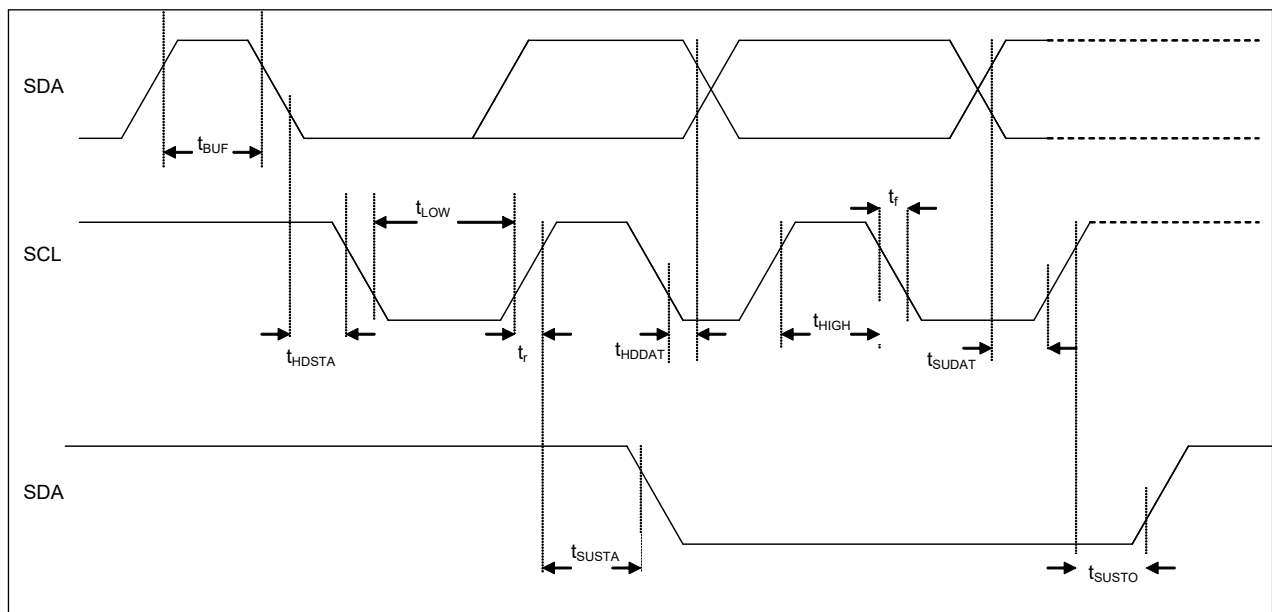 SDA
tBUF
tLOW
tf
SCL
tHIGH
tHDSTA
tr
tHDDAT
tSUDAT
SDA
tSUSTA
tSUSTO